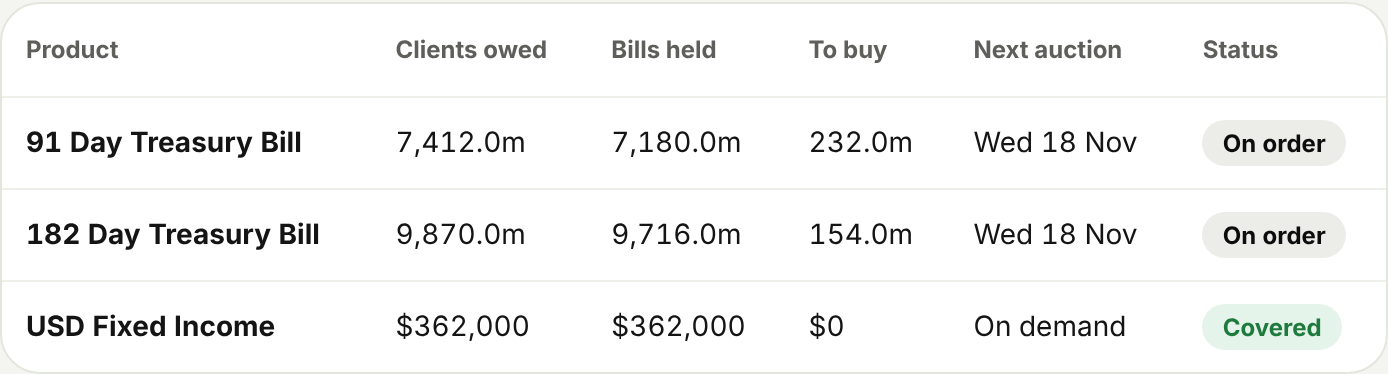 Product Clients owed Bills held To buy Next auction Status
91 Day Treasury Bill 7,412.0m 7,180.0m 232.0m Wed 18 Nov On order
182 Day Treasury Bill 9,870.0m 9,716.0m 154.0m Wed 18 Nov On order
USD Fixed Income $362,000 $362,000 $0 On demand Covered